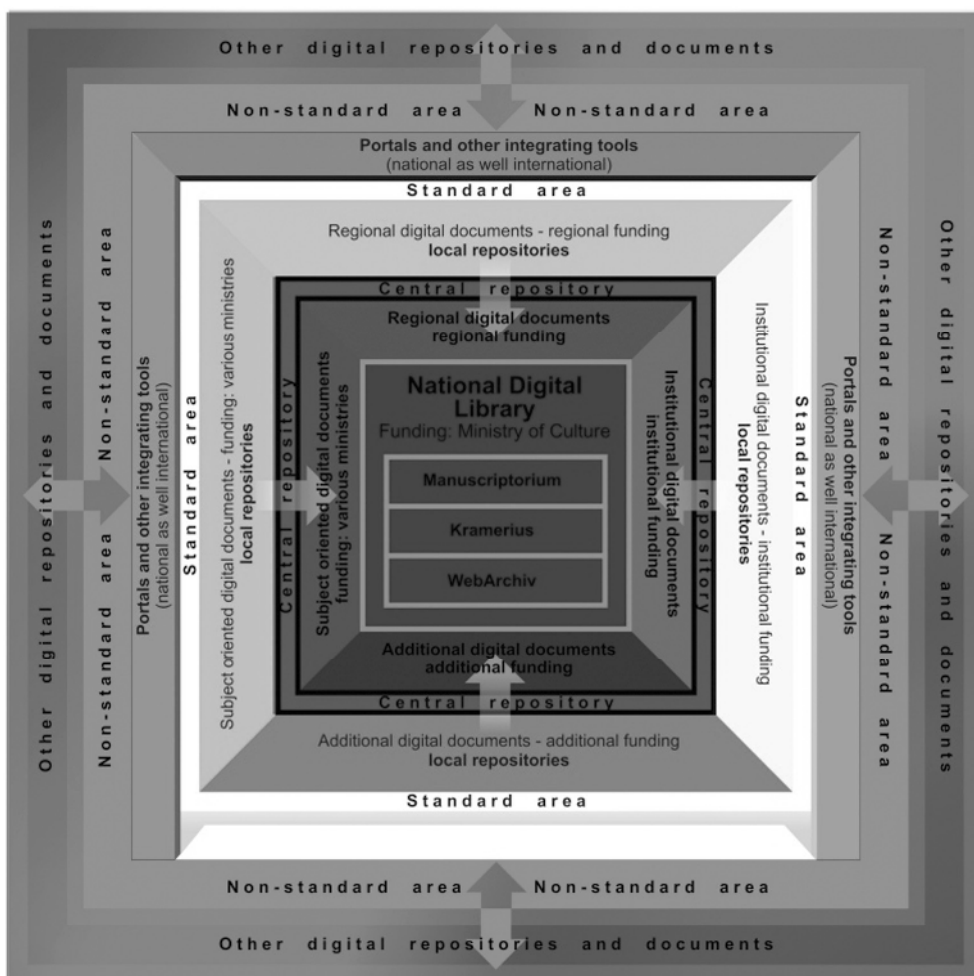 Other digital repositories and documents
Non-standard area Non-standard area
Portals and other integrating tools
(national as well international)
Standard area
Regional digital documents - regional funding
local repositories
Central repository
Regional digital documents
regional funding
Other digital repositories and documents
Non-standard area Non-standard area
Portals and other integrating tools
(national as well international)
Standard area
Subject oriented digital documents - funding: various ministries
local repositories
Central repository
Subject oriented digital documents
funding: various ministries
National Digital
Library
Funding: Ministry of Culture
Manuscriptorium
Kramerius
WebArchiv
Institutional digital documents
institutional funding
Central repository
Institutional digital documents - institutional funding
local repositories
Standard area
Portals and other integrating tools
(national as well international)
Non-standard area Non-standard area
Other digital repositories and documents
Additional digital documents
additional funding
Central repository
Additional digital documents - additional funding
local repositories
Standard area
Non-standard area Non-standard area
Other digital repositories and documents